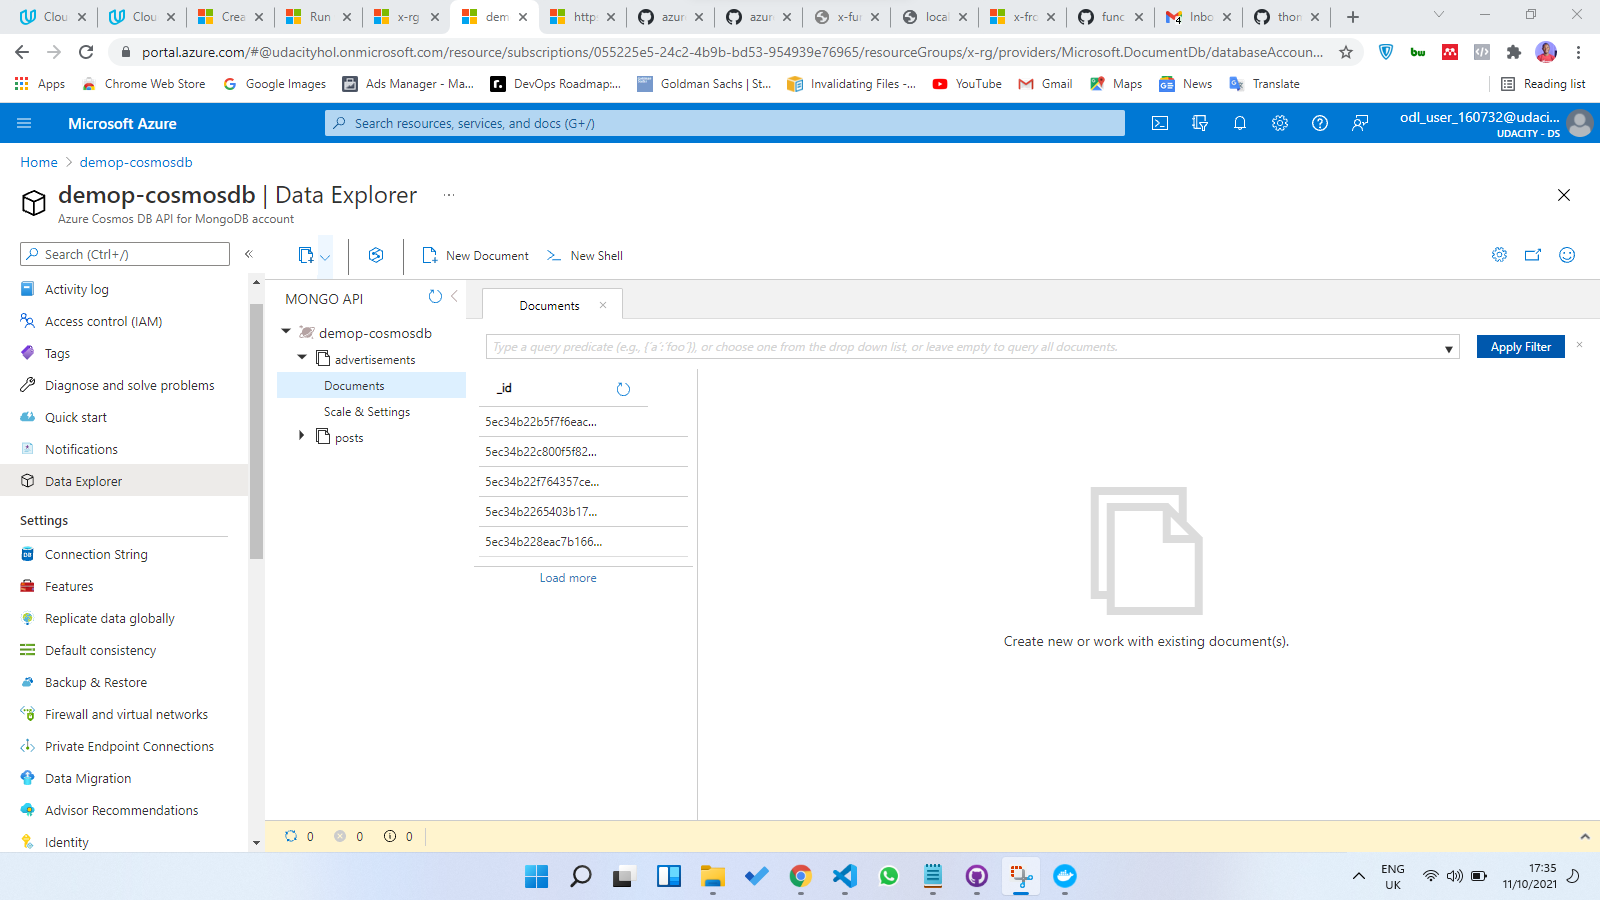 Clou
Clou
Crea
Run
x-rg
dem
http
azur
azur
x-fur
local
x-fro
func
Inbo
thom
portal.azure.com/#@udacityhol.onmicrosoft.com/resource/subscriptions/055225e5-24c2-4b9b-bd53-954939e76965/resourceGroups/x-rg/providers/Microsoft.DocumentDb/databaseAccoun...
Apps
Chrome Web Store
Google Images
Ads Manager - Ma...
DevOps Roadmap:...
Goldman Sachs | St...
Invalidating Files -...
YouTube
Gmail
Maps
News
Translate
Reading list
Microsoft Azure
Search resources, services, and docs (G+/)
odl_user_160732@udaci...
UDACITY - DS
Home > demop-cosmosdb
demop-cosmosdb | Data Explorer ...
Azure Cosmos DB API for MongoDB account
Search (Ctrl+/)
Activity log
Access control (IAM)
Tags
Diagnose and solve problems
Quick start
Notifications
Data Explorer
Settings
Connection String
Features
Replicate data globally
Default consistency
Backup & Restore
Firewall and virtual networks
Private Endpoint Connections
Data Migration
Advisor Recommendations
Identity
New Document
New Shell
MONGO API
demop-cosmosdb
advertisements
Documents
Scale & Settings
posts
Documents
Type a query predicate (e.g., {´a´:´foo´}), or choose one from the drop down list, or leave empty to query all documents.
Apply Filter
_id
5ec34b22b5f7f6eac...
5ec34b22c800f5f82...
5ec34b22f764357ce...
5ec34b2265403b17...
5ec34b228eac7b166...
Load more
Create new or work with existing document(s).
0
0
0
ENG
UK
17:35
11/10/2021